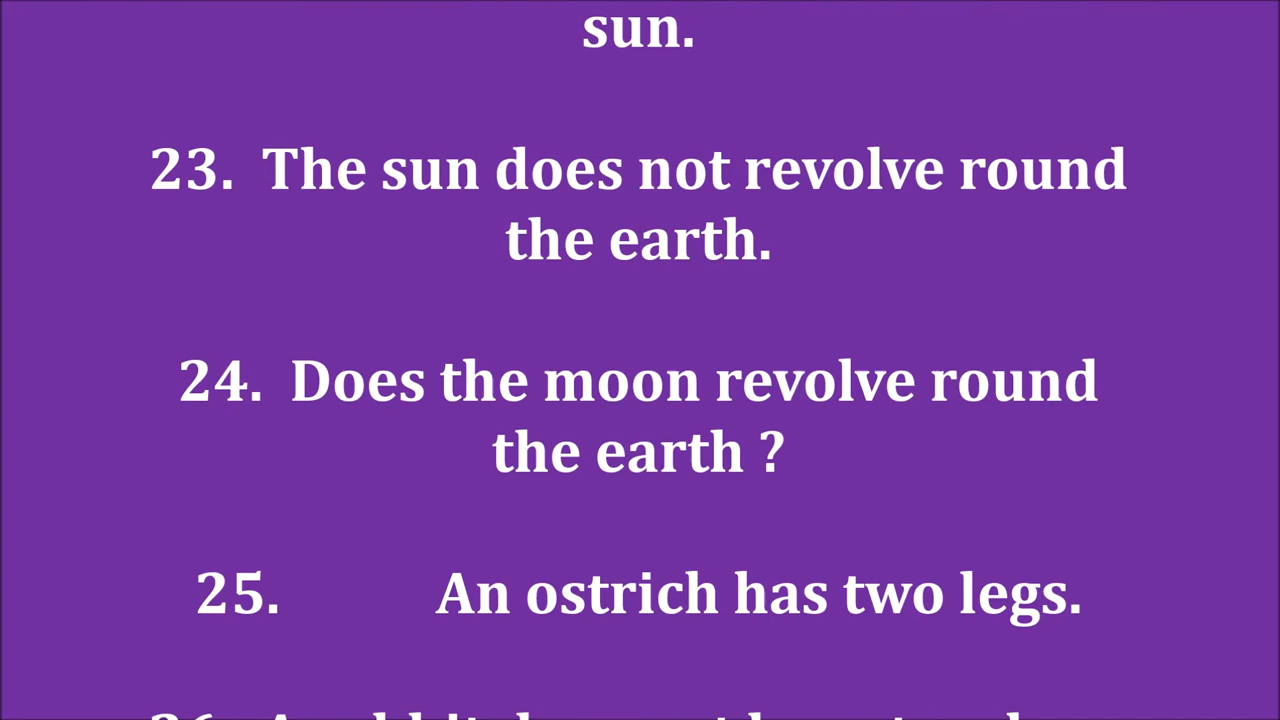 sun.
23. The sun does not revolve round
the earth.
24. Does the moon revolve round
the earth ?
25. An ostrich has two legs.